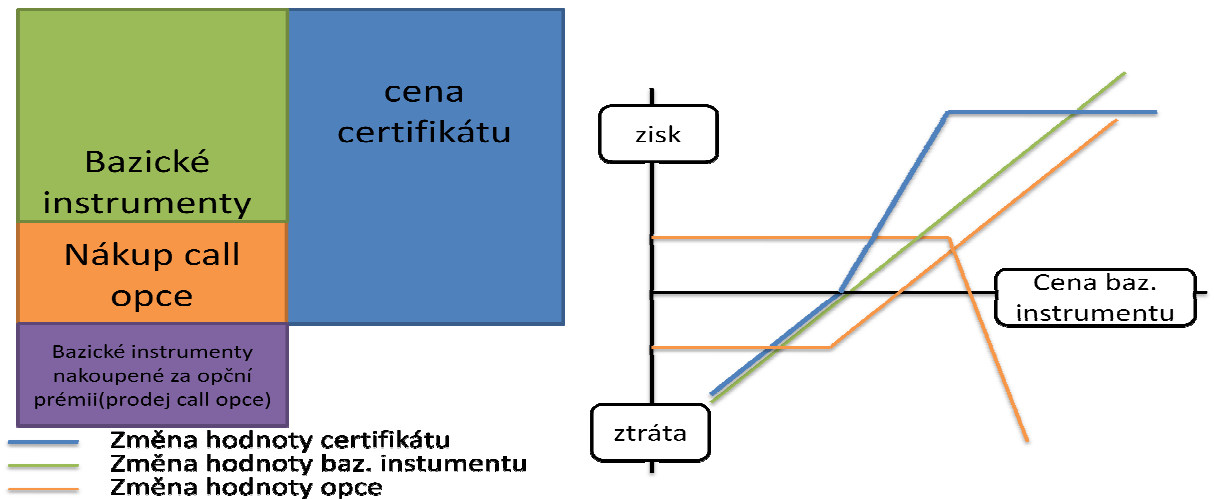 Bazické
instrumenty
Nákup call
opce
Bazické instrumenty
nakoupené za opční
prémii(prodej call opce)
cena
certifikátu
zisk
Cena baz.
instrumentu
ztráta
Změna hodnoty certifikátu
Změna hodnoty baz. instumentu
Změna hodnoty opce